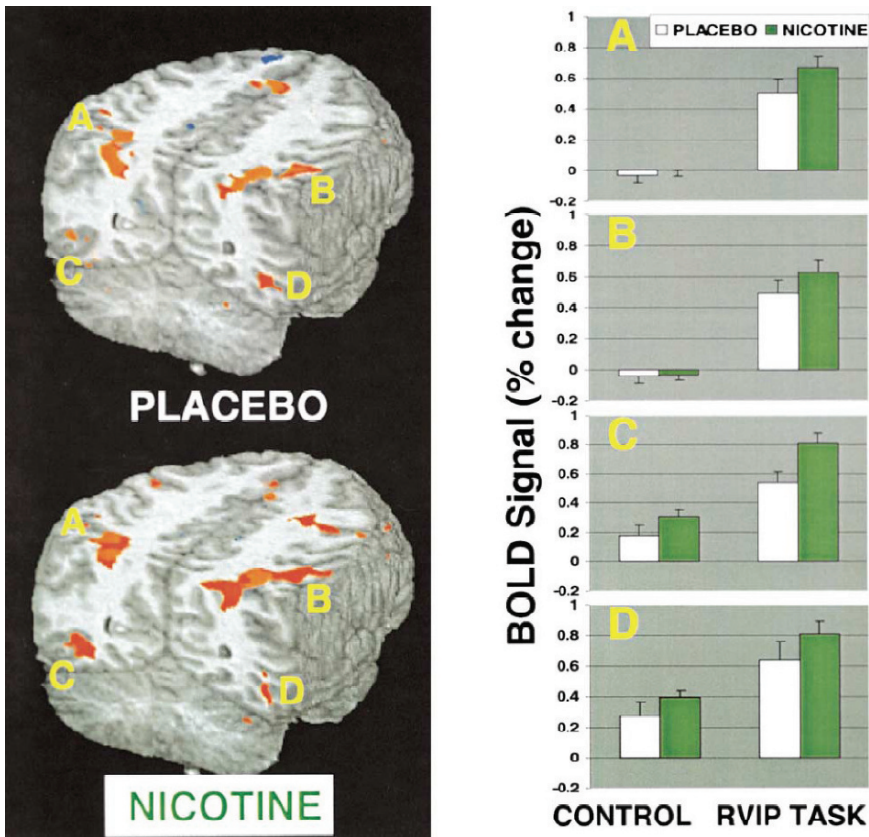 A
B
C
D
PLACEBO
A
B
C
D
NICOTINE
BOLD Signal (% change)
A
PLACEBO NICOTINE
1
0.8
0.6
0.4
0.2
0
-0.2
B
1
0.8
0.6
0.4
0.2
0
-0.2
C
1
0.8
0.6
0.4
0.2
0
-0.2
D
1
0.8
0.6
0.4
0.2
0
-0.2
CONTROL RVIP TASK